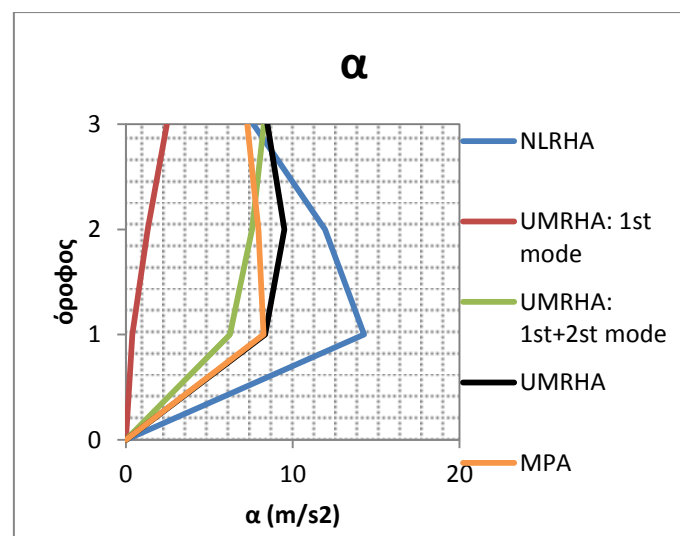 α
3
2
1
0
όροφος
0
10
20
α (m/s2)
NLRHA
UMRHA: 1st
mode
UMRHA:
1st+2st mode
UMRHA
MPA